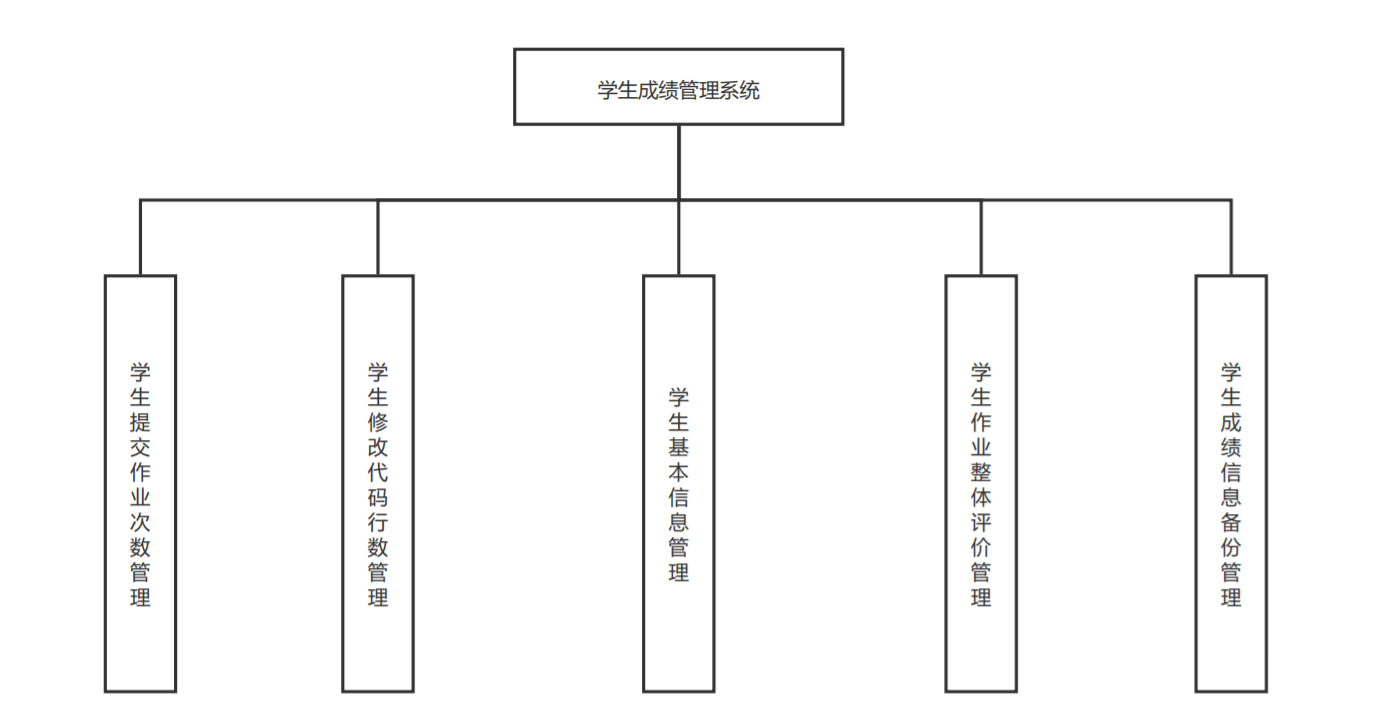 学生成绩管理系统
学生提交作业次数管理
学生修改代码行数管理
学生基本信息管理
学生作业整体评价管理
学生成绩信息备份管理